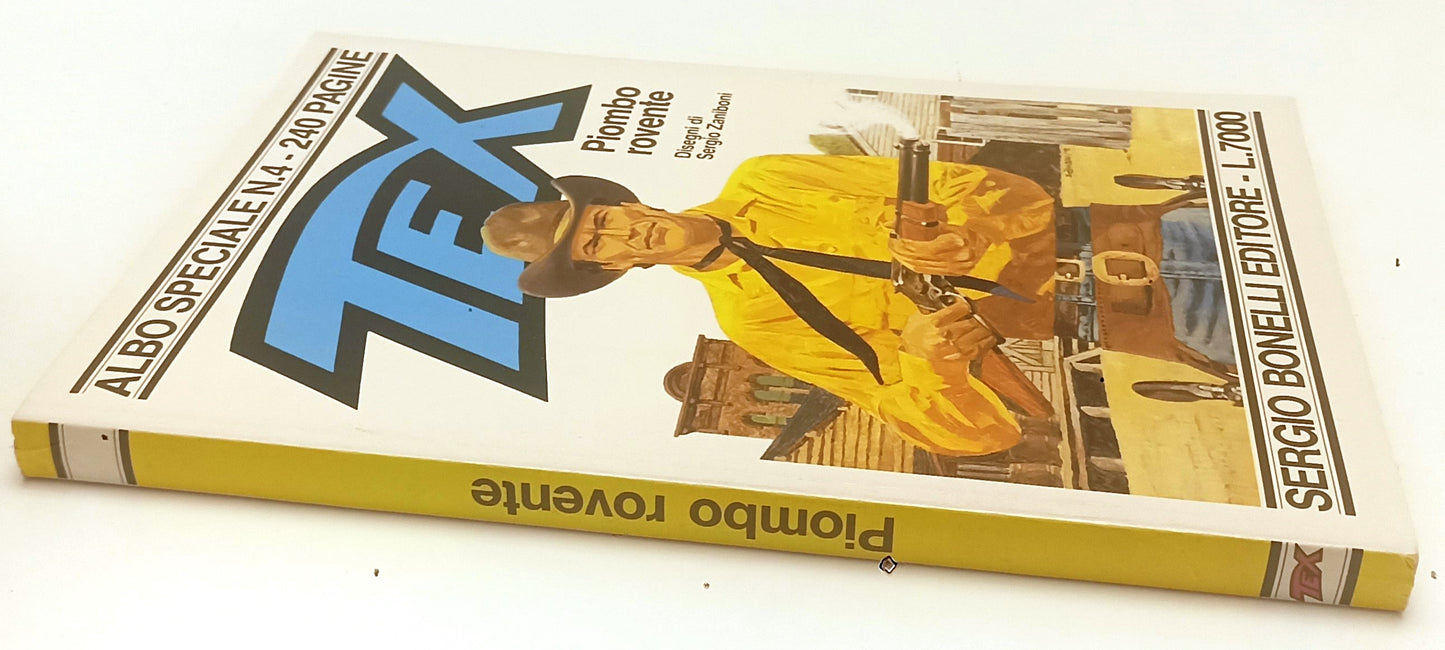 ALBO SPECIALE N.4 - 240 PAGINE
TEX
Piombo
rovente
Disegni di
Sergio Zaniboni
SERGIO BONELLI EDITORE - L.7000
Piombo rovente
TEX